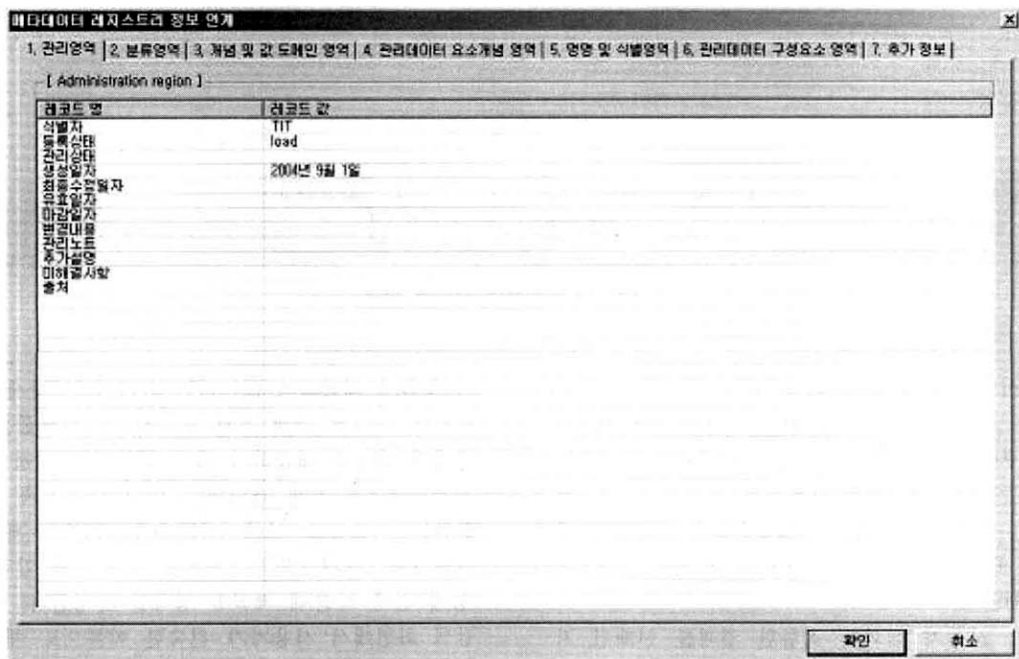 메타데이터 레지스트리 정보 연계
1. 관리영역 2. 분류영역 3. 개념 및 값 도메인 영역 4. 관리데이터 요소개념 영역 5. 명명 및 식별영역 6. 관리데이터 구성요소 영역 7. 추가 정보
[ Administration region ]
레코드 명 레코드 값
식별자 TIT
등록상태 load
관리상태
생성일자 2004년 9월 1일
최종수정일자
유효일자
마감일자
변경내용
관리노트
추가설명
미해결사항
출처
확인 취소